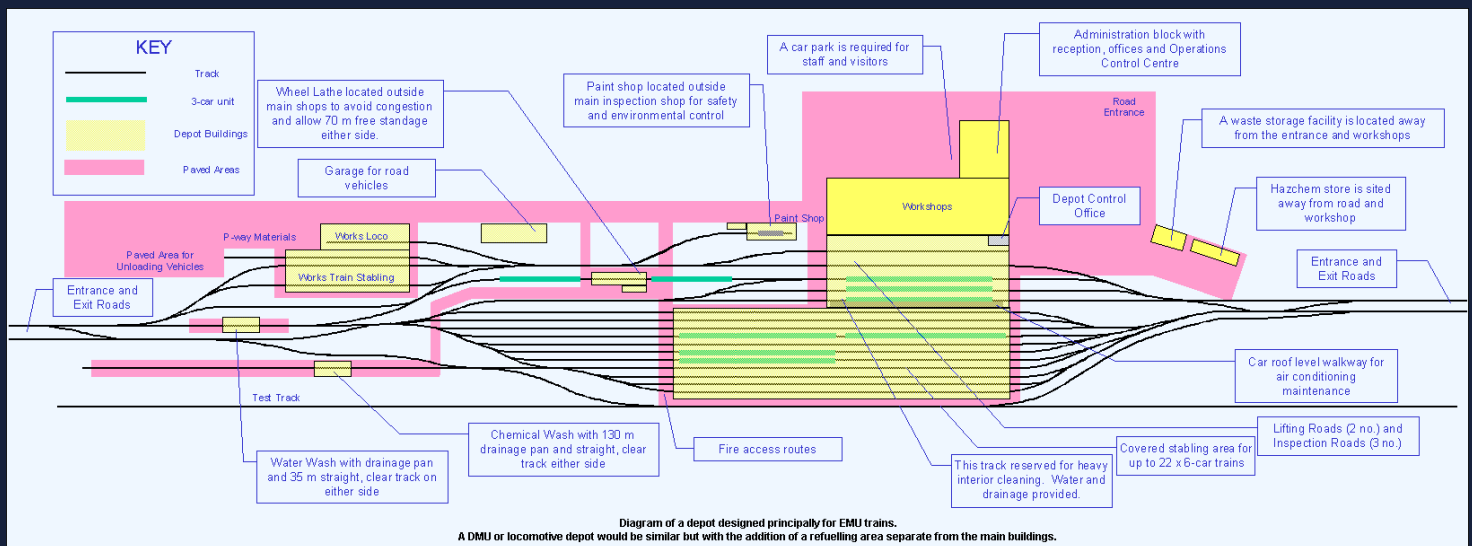 KEY
Track
3-car unit
Depot Buildings
Paved Areas
Wheel Lathe located outside
main shops to avoid congestion
and allow 70 m free standage
either side.
Garage for road
vehicles
Paint shop located outside
main inspection shop for safety
and environmental control
A car park is required for
staff and visitors
Administration block with
reception, offices and Operations
Control Centre
Road
Entrance
A waste storage facility is located away
from the entrance and workshops
Hazchem store is sited
away from road and
workshop
Depot Control
Office
Workshops
Paint Shop
P-way Materials
Works Loco
Paved Area for
Unloading Vehicles
Works Train Stabling
Entrance and
Exit Roads
Entrance and
Exit Roads
Test Track
Car roof level walkway for
air conditioning
maintenance
Lifting Roads (2 no.) and
Inspection Roads (3 no.)
Covered stabling area for
up to 22 x 6-car trains
This track reserved for heavy
interior cleaning. Water and
drainage provided.
Fire access routes
Chemical Wash with 130 m
drainage pan and straight, clear
track either side
Water Wash with drainage pan
and 35 m straight, clear track on
either side
Diagram of a depot designed principally for EMU trains.
A DMU or locomotive depot would be similar but with the addition of a refuelling area separate from the main buildings.